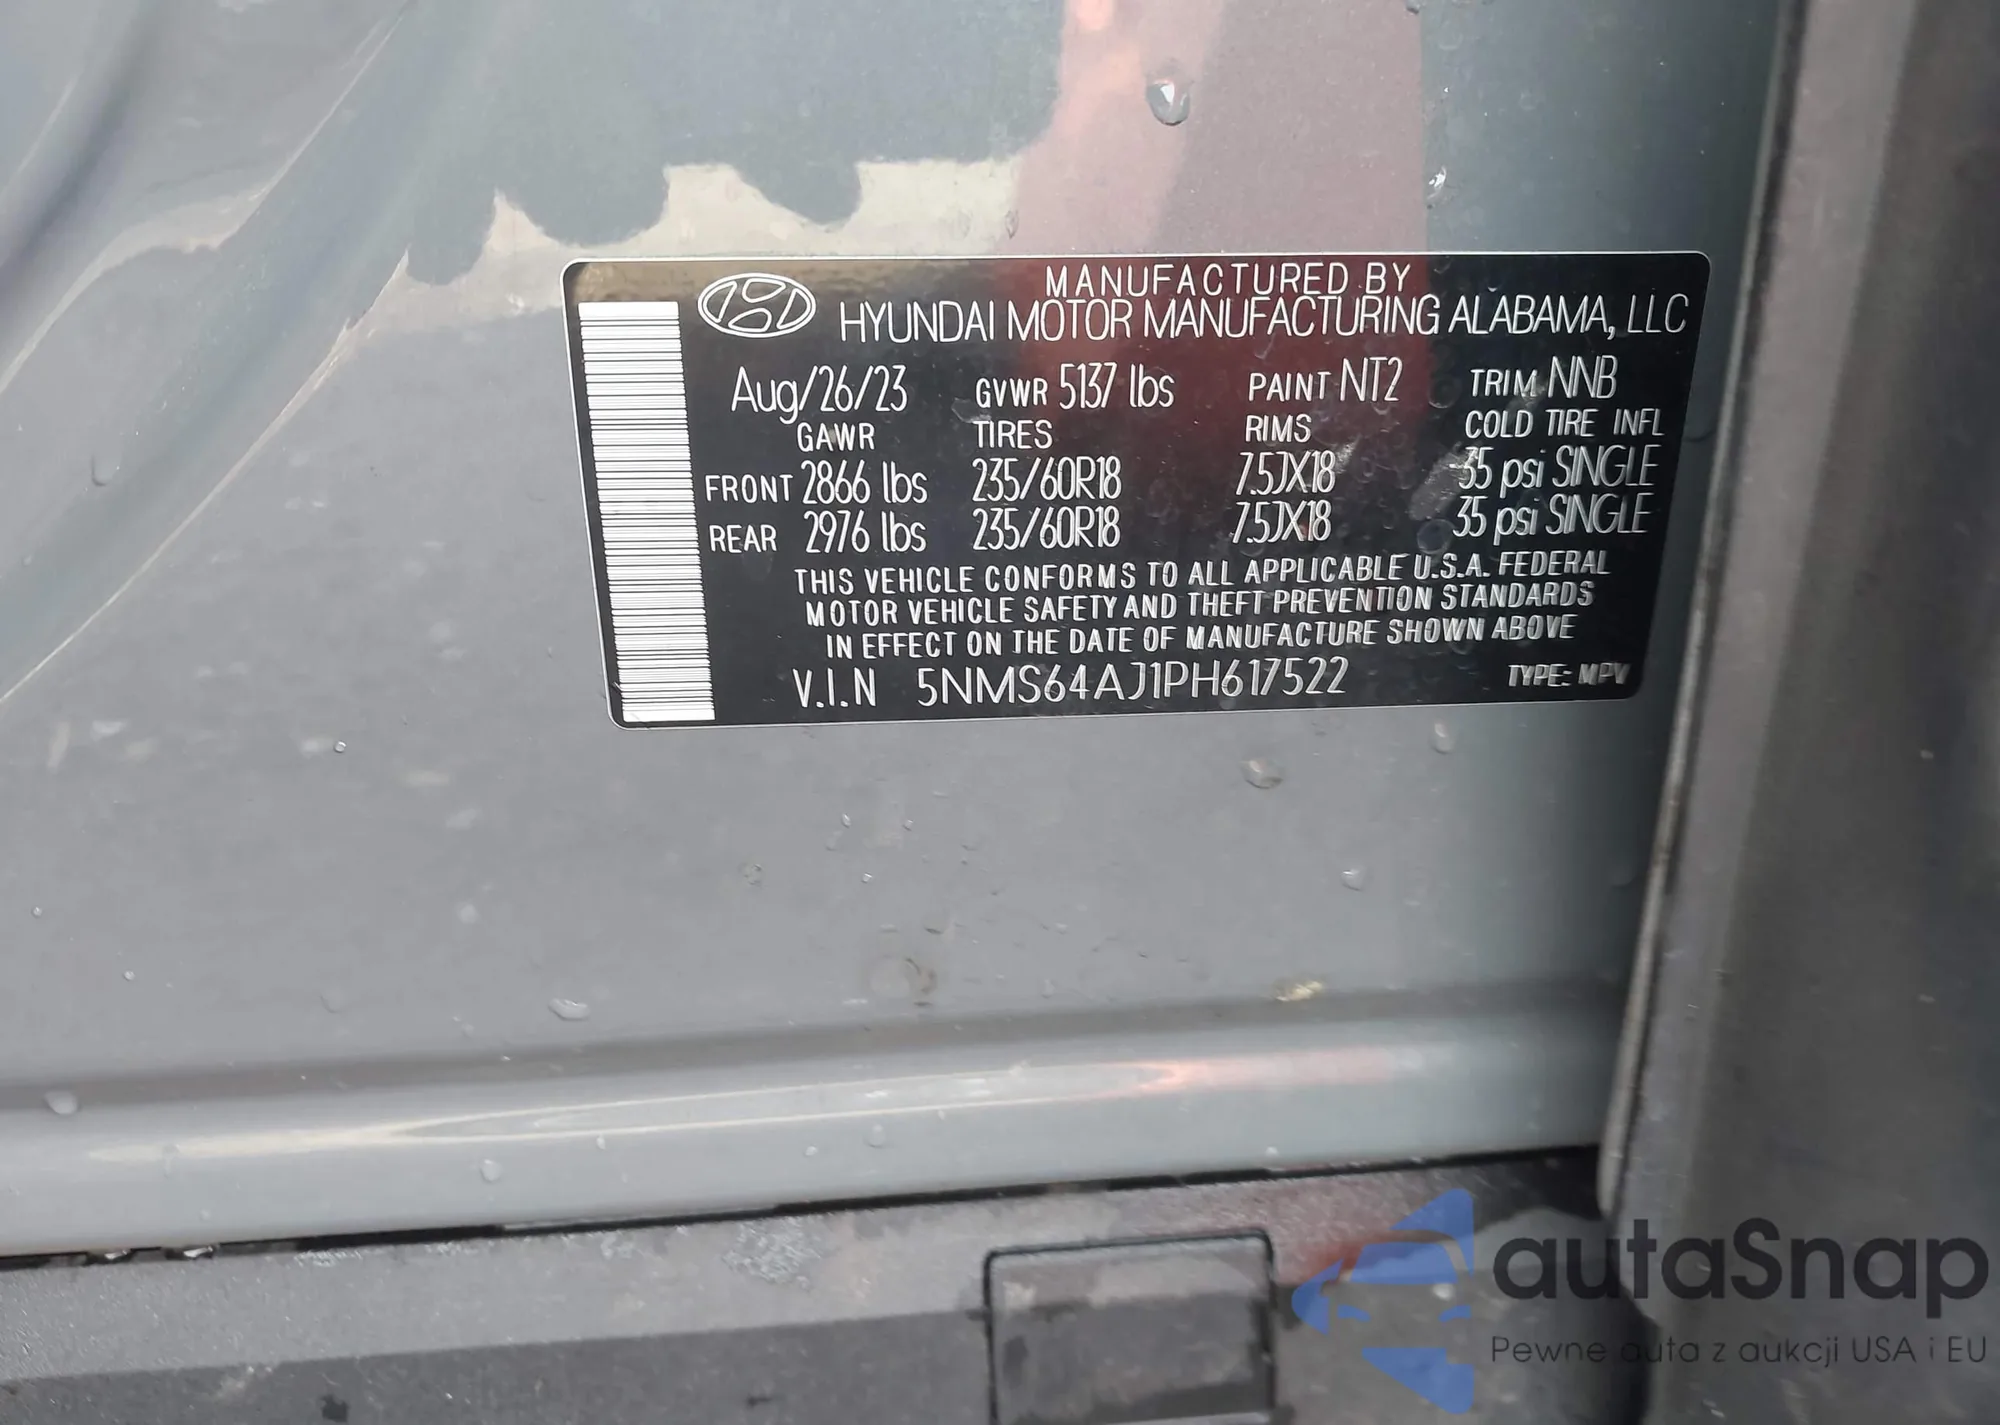 MANUFACTURED BY
HYUNDAI MOTOR MANUFACTURING ALABAMA, LLC
Aug/26/23 GVWR 5137 lbs PAINT NT2 TRIM NNB
GAWR TIRES RIMS COLD TIRE INFL
FRONT 2866 lbs 235/60R18 7.5JX18 35 psi SINGLE
REAR 2976 lbs 235/60R18 7.5JX18 35 psi SINGLE
THIS VEHICLE CONFORMS TO ALL APPLICABLE U.S.A. FEDERAL
MOTOR VEHICLE SAFETY AND THEFT PREVENTION STANDARDS
IN EFFECT ON THE DATE OF MANUFACTURE SHOWN ABOVE
V.I.N 5NMS64AJ1PH617522 TYPE: MPV
autaSnap
Pewne auta z aukcji USA i EU